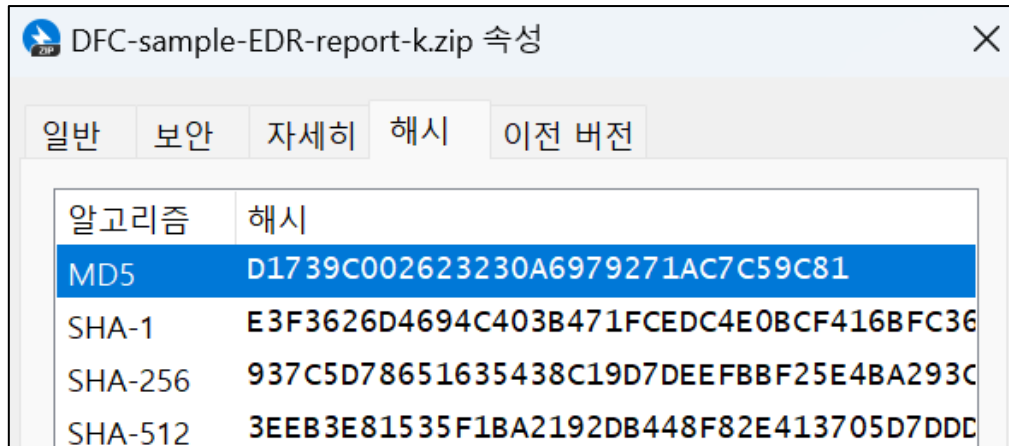 DFC-sample-EDR-report-k.zip 속성
일반 보안 자세히 해시 이전 버전
알고리즘 해시
MD5 D1739C002623230A6979271AC7C59C81
SHA-1 E3F3626D4694C403B471FCEDC4E0BCF416BFC36
SHA-256 937C5D78651635438C19D7DEEFBBF25E4BA293C
SHA-512 3EEB3E81535F1BA2192DB448F82E413705D7DDD